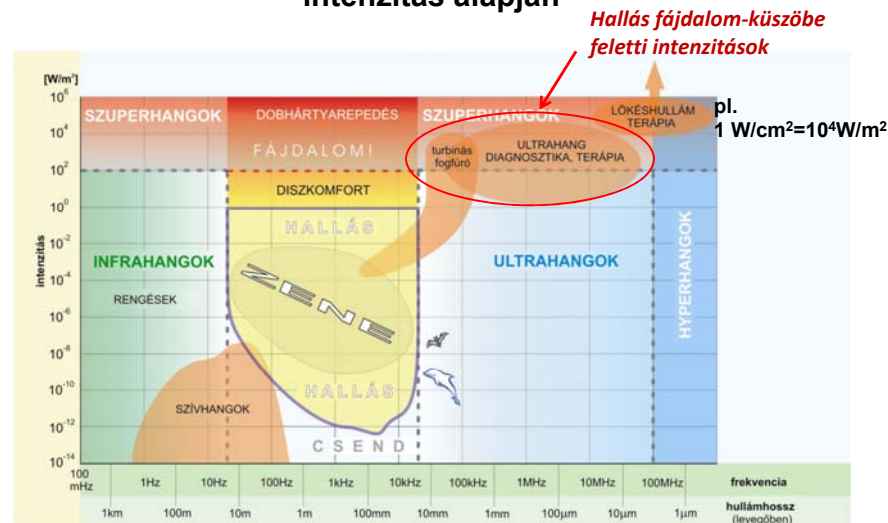 intenzitás alapján
Hallás fájdalom-küszöbe
feletti intenzitások
[W/m²]
10⁶
10⁴
10²
10⁰
10⁻²
10⁻⁴
10⁻⁶
10⁻⁸
10⁻¹⁰
10⁻¹²
10⁻¹⁴
intenzitás
SZUPERHANGOK
DOBHÁRTYAREPEDÉS
SZUPERHANGOK
LÖKÉSHULLÁM
TERÁPIA
pl.
1 W/cm²=10⁴W/m²
FÁJDALOM!
turbinás
fogfúró
ULTRAHANG
DIAGNOSZTIKA, TERÁPIA
DISZKOMFORT
HALLÁS
INFRAHANGOK
RENGÉSEK
ZENE
ULTRAHANGOK
HYPERHANGOK
HALLÁS
SZÍVHANGOK
CSEND
100
mHz
1Hz
10Hz
100Hz
1kHz
10kHz
100kHz
1MHz
10MHz
100MHz
frekvencia
1km
100m
10m
1m
100mm
10mm
1mm
100µm
10µm
1µm
hullámhossz
(levegőben)